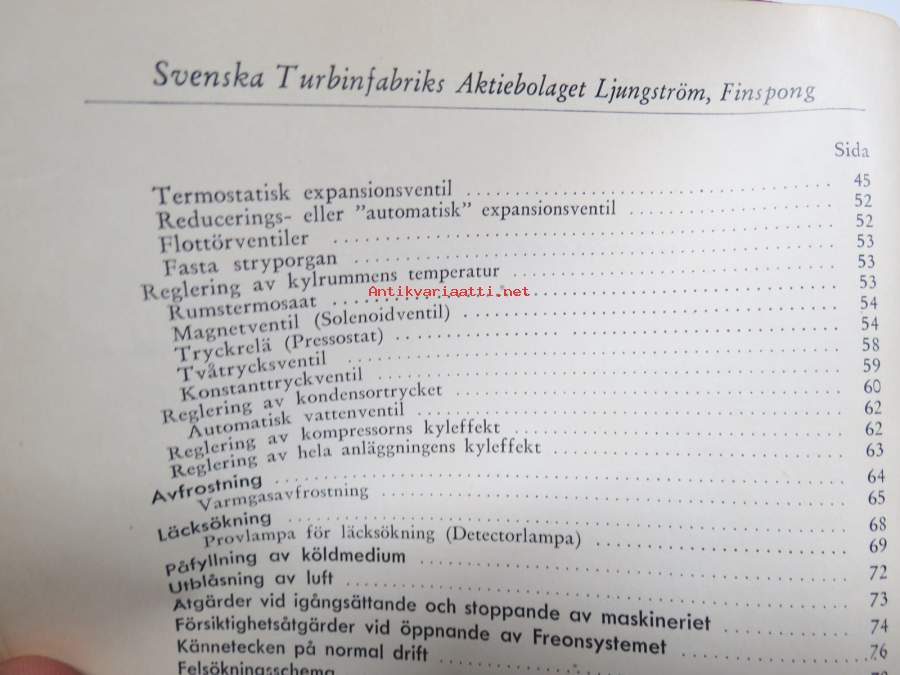 Svenska Turbinfabriks Aktiebolaget Ljungström, Finspong
Sida
Termostatisk expansionsventil 45
Reducerings- eller ”automatisk” expansionsventil 52
Flottörventiler 52
Fasta stryporgan 53
Reglering av kylrummens temperatur 53
Rumstermosaat 53
Magnetventil (Solenoidventil) 54
Tryckrelä (Pressostat) 54
Tvåtrycksventil 58
Konstanttryckventil 59
Reglering av kondensortrycket 60
Automatisk vattenventil 62
Reglering av kompressorns kyleffekt 62
Reglering av hela anläggningens kyleffekt 63
Avfrostning 64
Varmgasavfrostning 65
Läcksökning 68
Provlampa för läcksökning (Detectorlampa) 69
Påfyllning av köldmedium 72
Utblåsning av luft 73
Åtgärder vid igångsättande och stoppande av maskineriet 74
Försiktighetsåtgärder vid öppnande av Freonsystemet 76
Kännetecken på normal drift
Felsökningsschema
Antikvariaatti.net